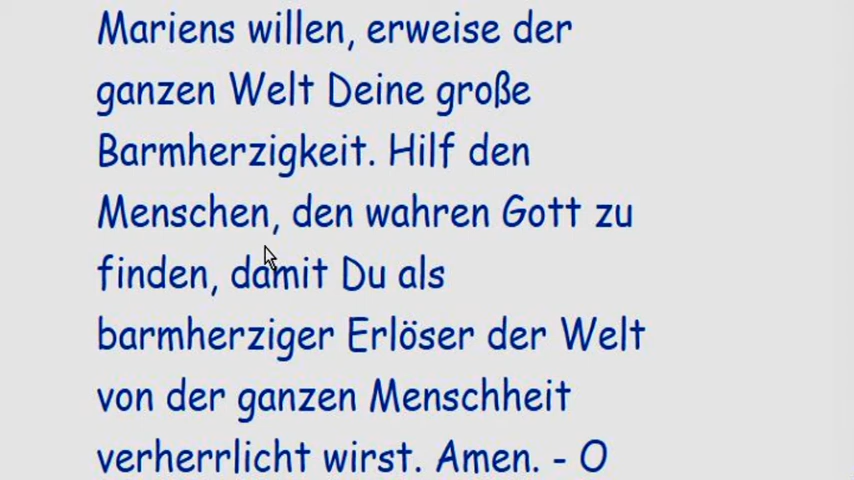 Mariens willen, erweise der
ganzen Welt Deine große
Barmherzigkeit. Hilf den
Menschen, den wahren Gott zu
finden, damit Du als
barmherziger Erlöser der Welt
von der ganzen Menschheit
verherrlicht wirst. Amen. - O